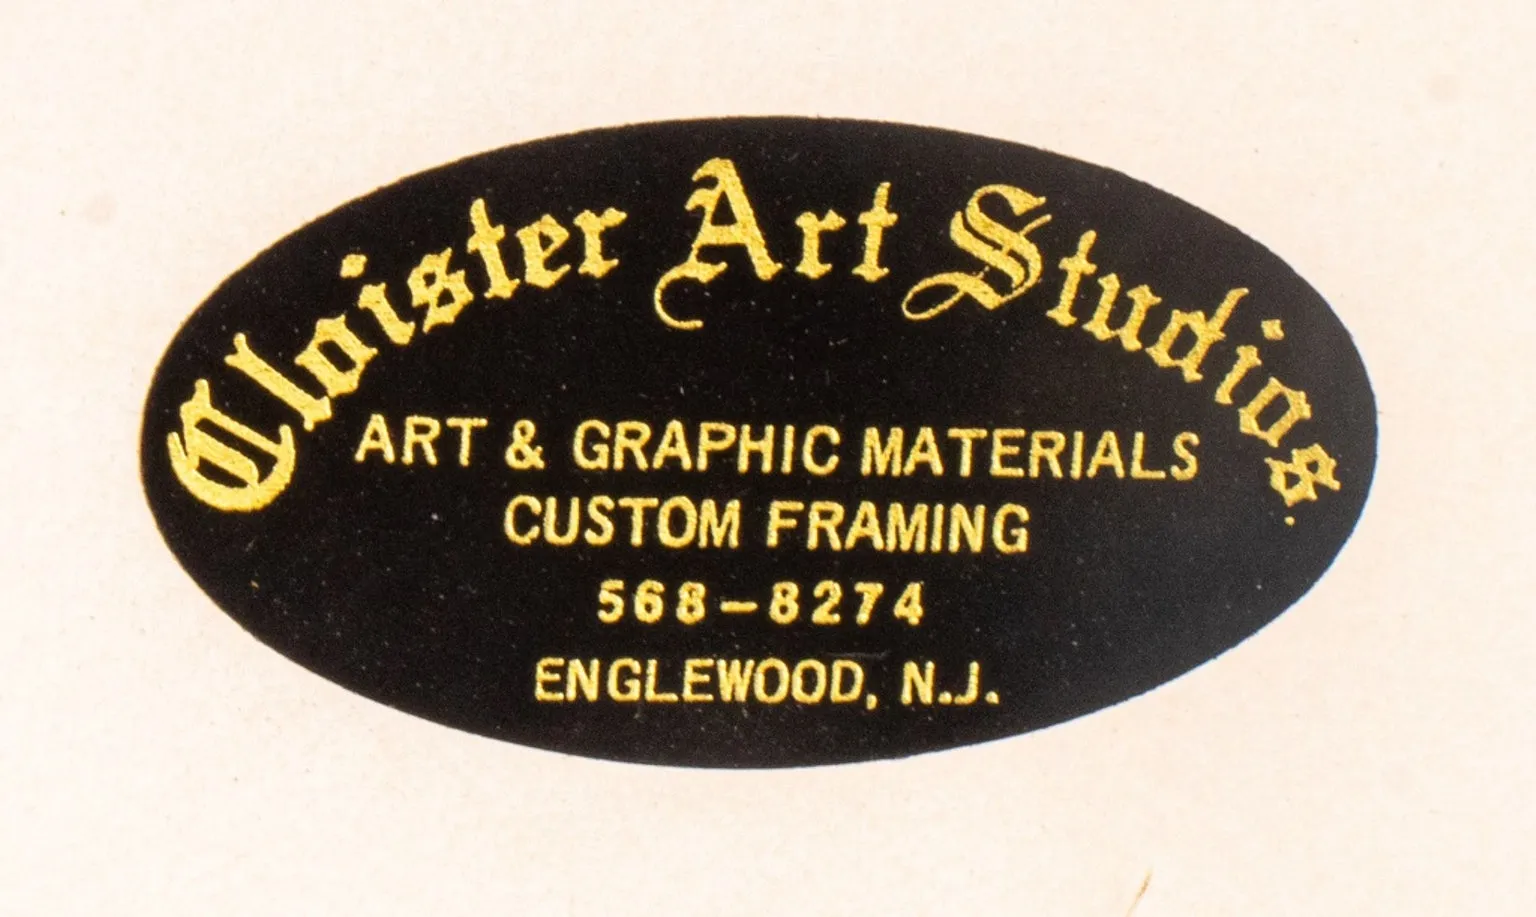 Cloister Art Studios
ART & GRAPHIC MATERIALS
CUSTOM FRAMING
568-8274
ENGLEWOOD, N.J.